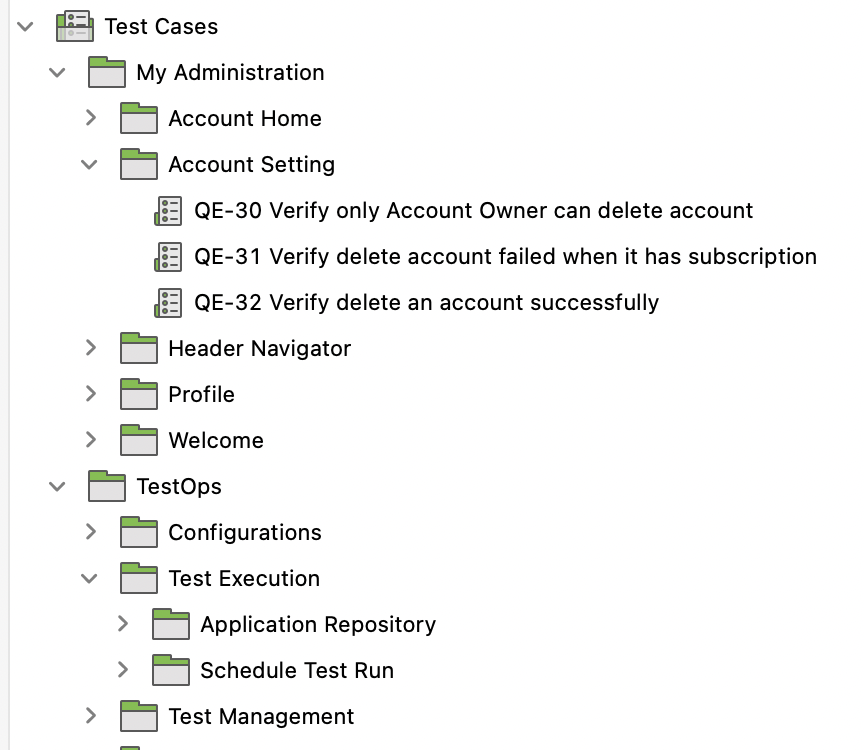 Test Cases
My Administration
Account Home
Account Setting
QE-30 Verify only Account Owner can delete account
QE-31 Verify delete account failed when it has subscription
QE-32 Verify delete an account successfully
Header Navigator
Profile
Welcome
TestOps
Configurations
Test Execution
Application Repository
Schedule Test Run
Test Management